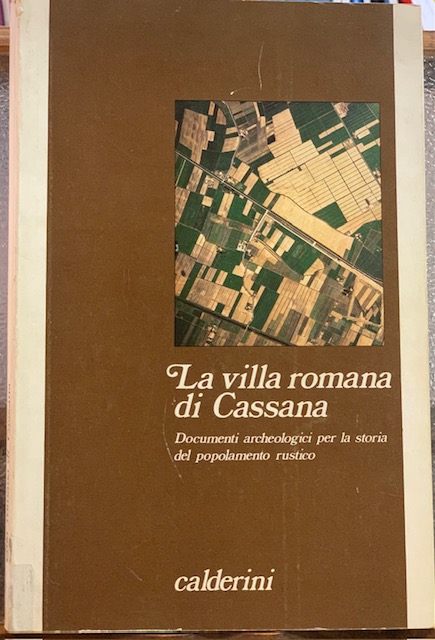 La villa romana
di Cassana
Documenti archeologici per la storia
del popolamento rustico
calderini